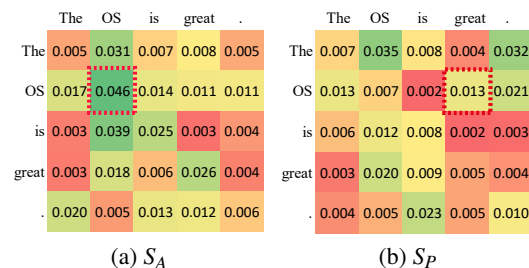 The OS is great . The OS is great .
The 0.005 0.031 0.007 0.008 0.005 The 0.007 0.035 0.008 0.004 0.032
OS 0.017 0.046 0.014 0.011 0.011 OS 0.013 0.007 0.002 0.013 0.021
is 0.003 0.039 0.025 0.003 0.004 is 0.006 0.012 0.008 0.002 0.003
great 0.003 0.018 0.006 0.026 0.004 great 0.003 0.020 0.009 0.005 0.004
. 0.020 0.005 0.013 0.012 0.006 . 0.004 0.005 0.023 0.005 0.010
(a) S_A (b) S_P